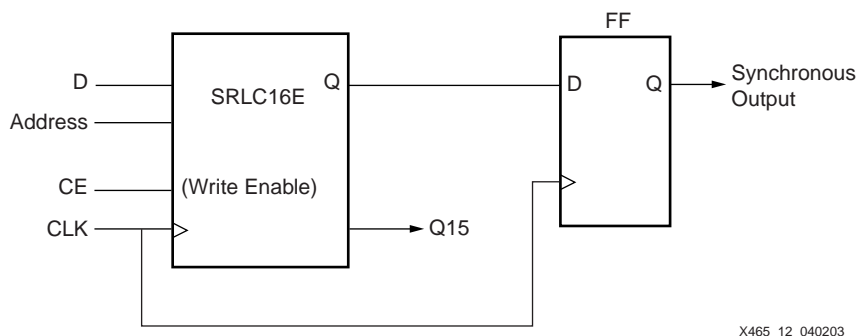 FF
D
Q
SRLC16E
D
Q
Synchronous
Output
Address
CE
(Write Enable)
CLK
Q15
X465_12_040203